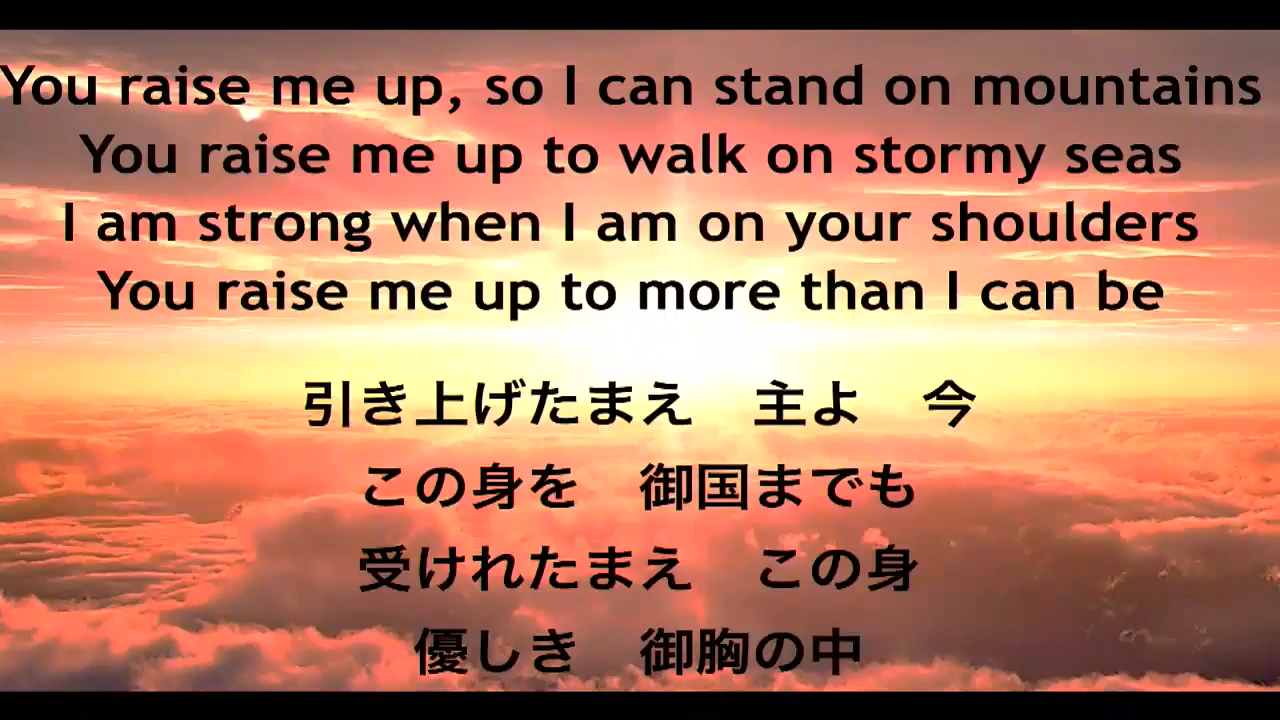 You raise me up, so I can stand on mountains
You raise me up to walk on stormy seas
I am strong when I am on your shoulders
You raise me up to more than I can be
引き上げたまえ　主よ　今
この身を　御国までも
受けれたまえ　この身
優しき　御胸の中